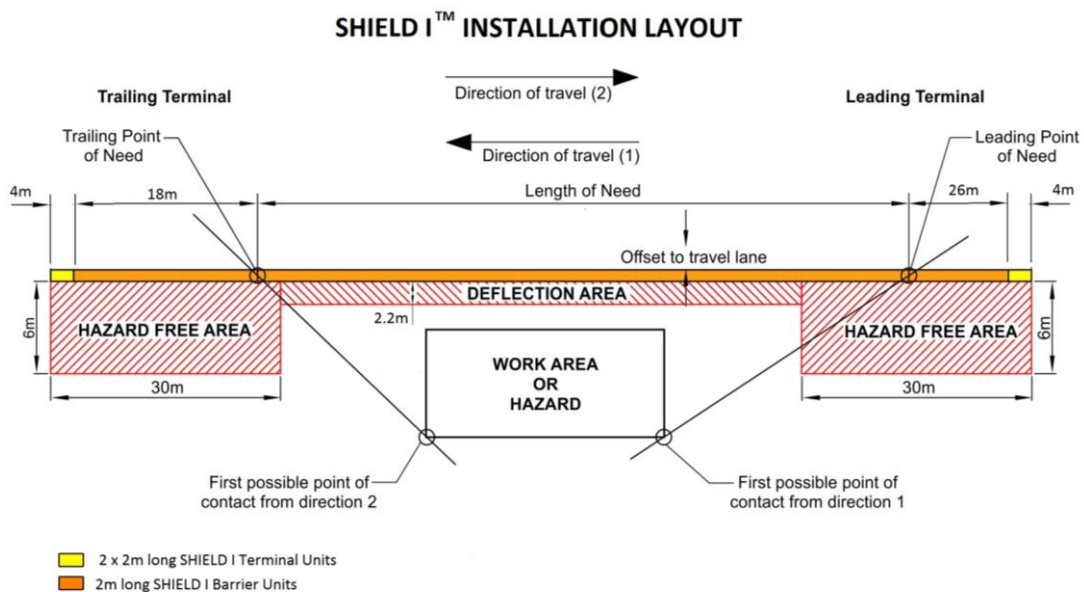 SHIELD I™ INSTALLATION LAYOUT
Direction of travel (2)
Trailing Terminal
Leading Terminal
Trailing Point
of Need
Direction of travel (1)
Leading Point
of Need
4m
18m
Length of Need
26m
4m
Offset to travel lane
DEFLECTION AREA
HAZARD FREE AREA
2.2m
HAZARD FREE AREA
6m
6m
30m
WORK AREA
OR
HAZARD
30m
First possible point of
contact from direction 2
First possible point of
contact from direction 1
2 x 2m long SHIELD I Terminal Units
2m long SHIELD I Barrier Units